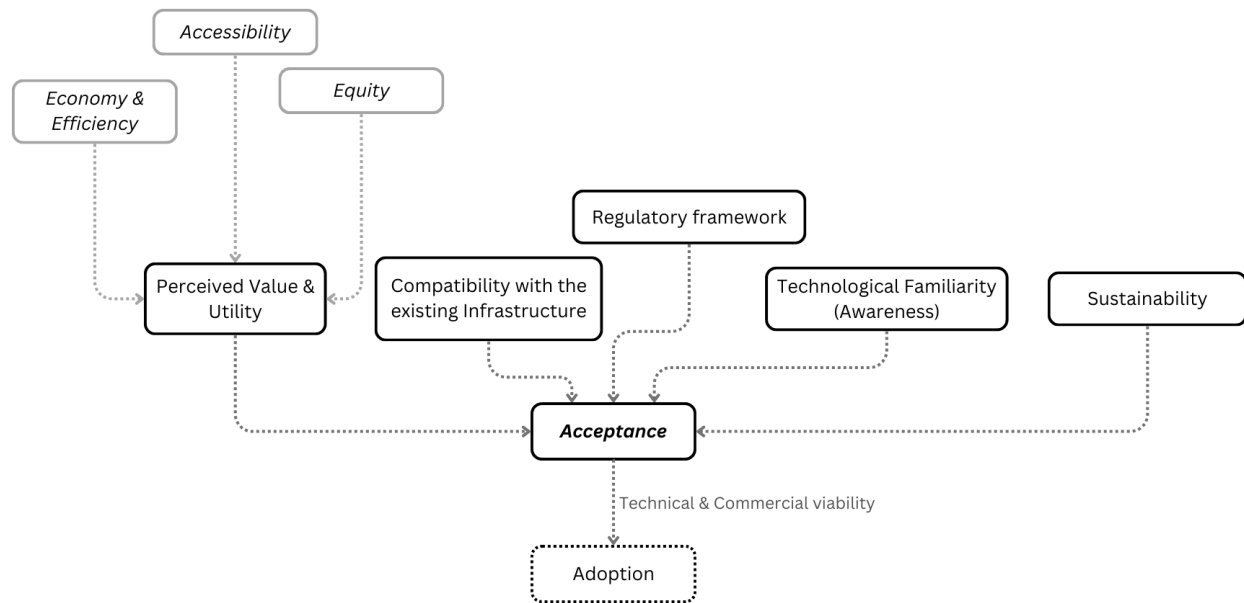 Accessibility
Economy &
Efficiency
Equity
Regulatory framework
Perceived Value &
Utility
Compatibility with the
existing Infrastructure
Technological Familiarity
(Awareness)
Sustainability
Acceptance
Technical & Commercial viability
Adoption